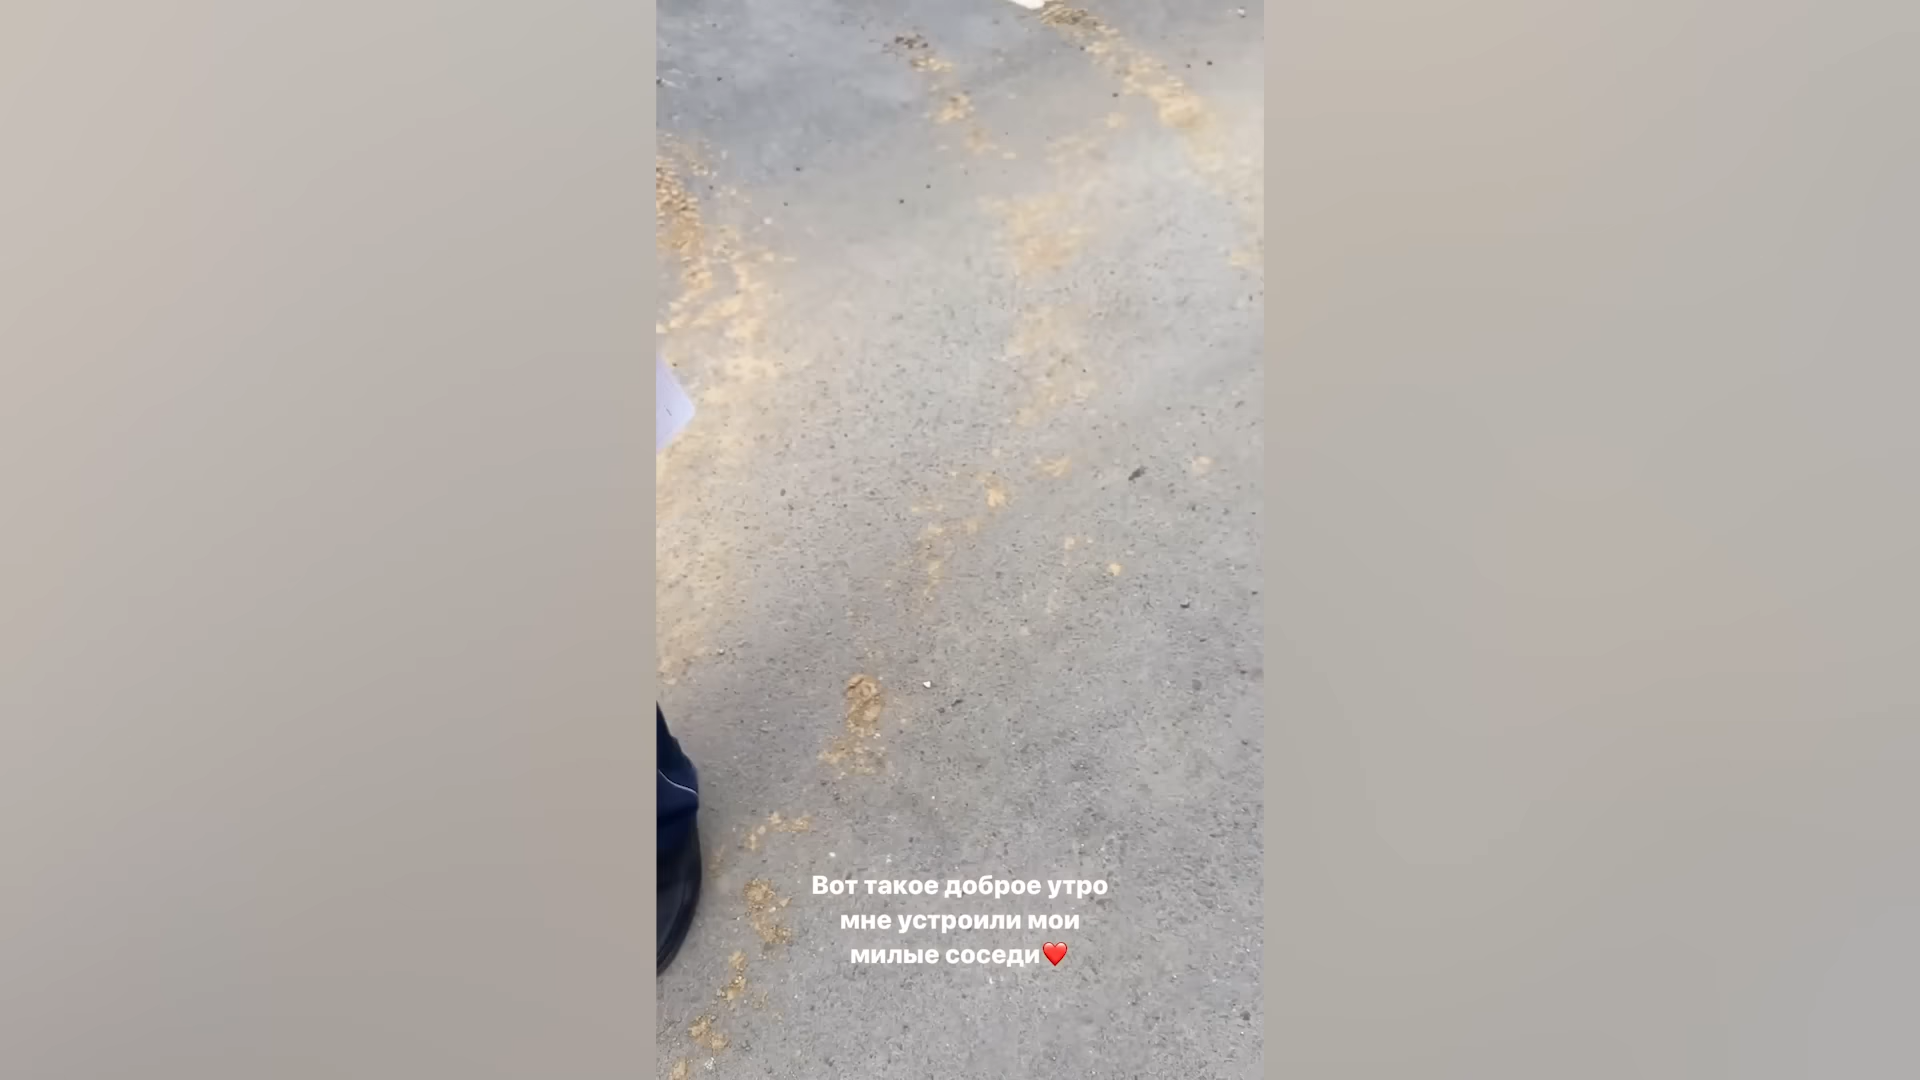 Вот такое доброе утро
мне устроили мои
милые соседи❤️